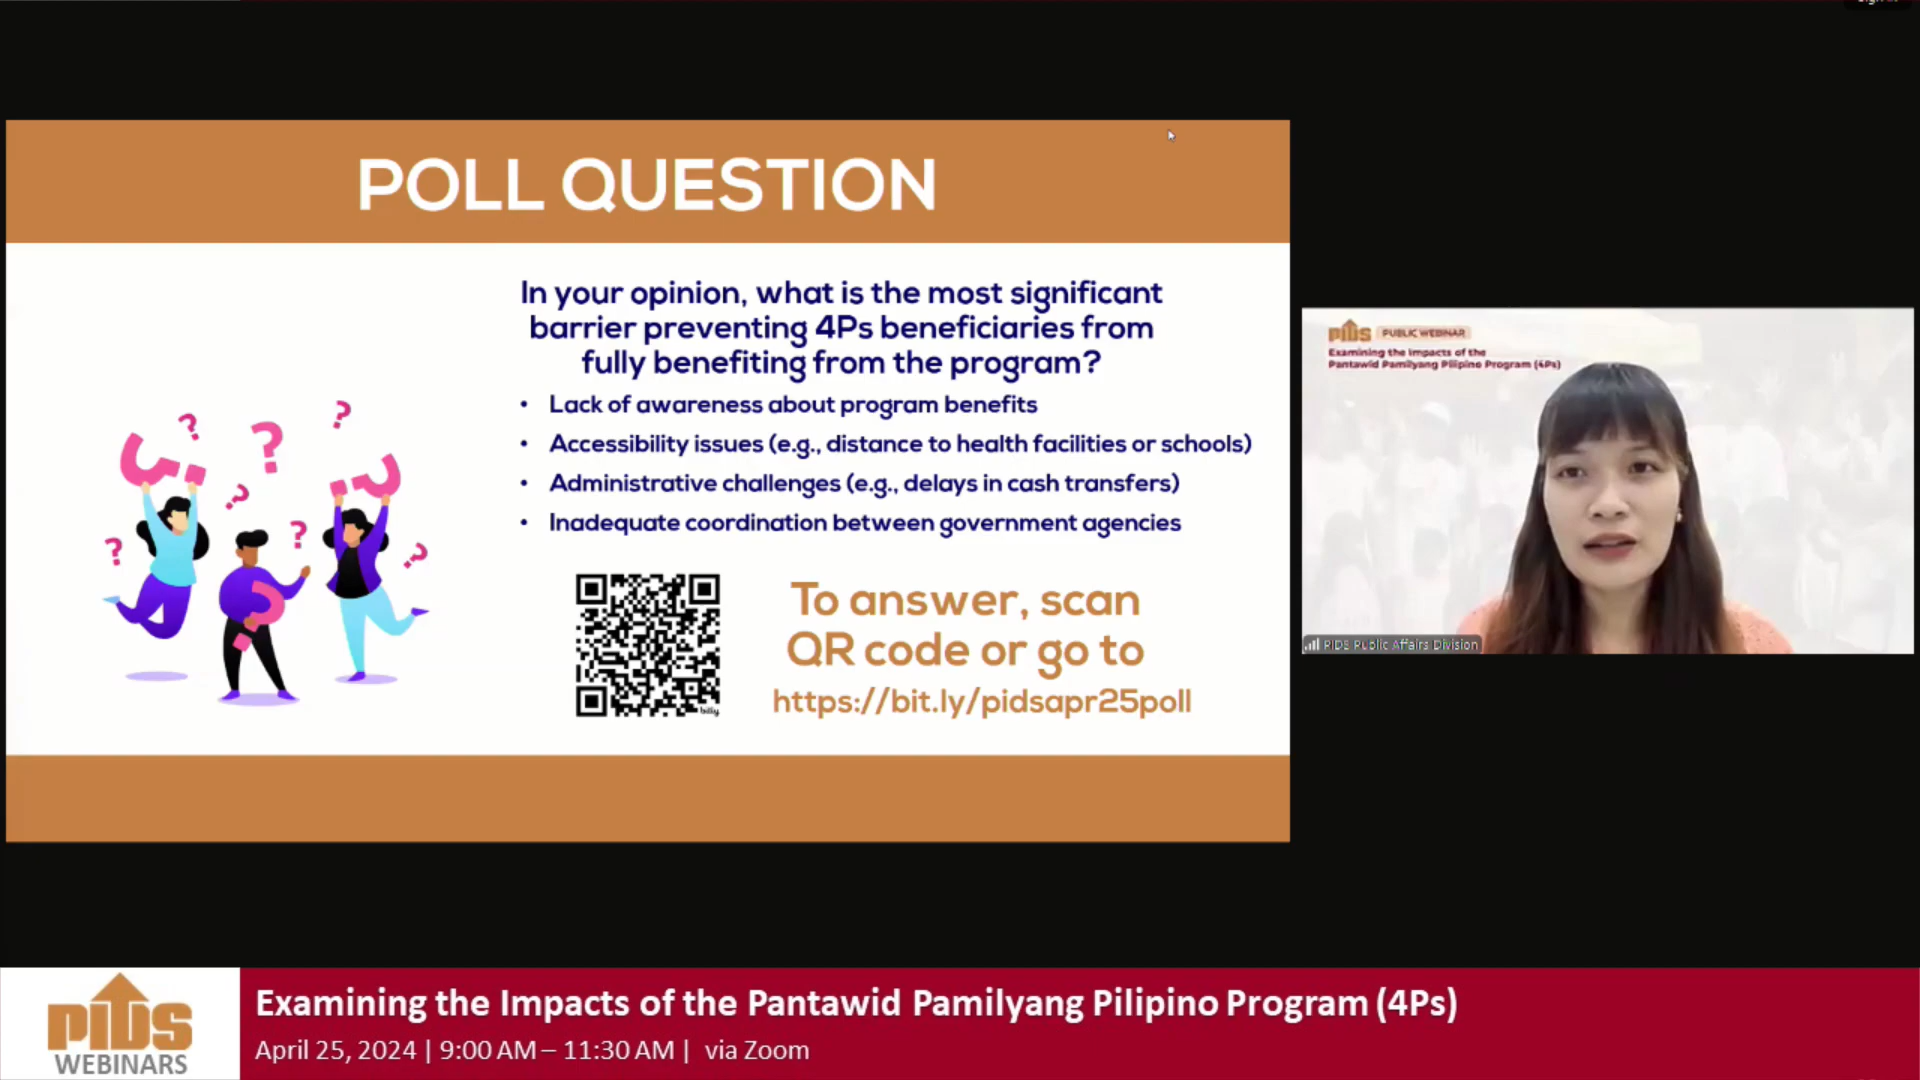 POLL QUESTION
In your opinion, what is the most significant
barrier preventing 4Ps beneficiaries from
fully benefiting from the program?
• Lack of awareness about program benefits
• Accessibility issues (e.g., distance to health facilities or schools)
• Administrative challenges (e.g., delays in cash transfers)
• Inadequate coordination between government agencies
To answer, scan
QR code or go to
https://bit.ly/pidsapr25poll
PIDS PUBLIC WEBINAR
Examining the Impacts of the
Pantawid Pamilyang Pilipino Program (4Ps)
PIDS Public Affairs Division
PIDS
WEBINARS
Examining the Impacts of the Pantawid Pamilyang Pilipino Program (4Ps)
April 25, 2024 | 9:00 AM – 11:30 AM | via Zoom